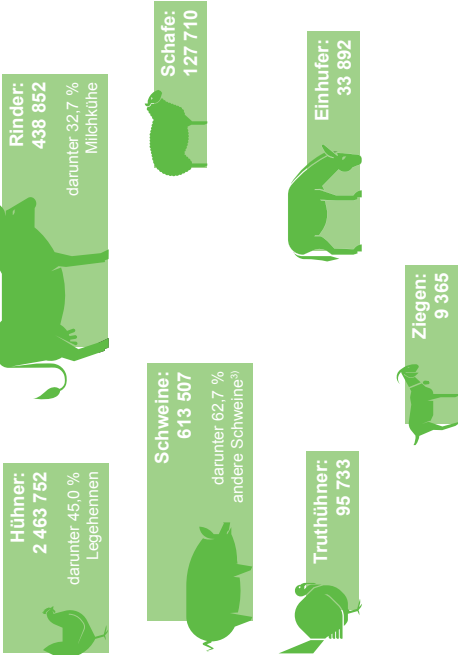 Hühner:
2 463 752
darunter 45,0 %
Legehennen
Rinder:
438 852
darunter 32,7 %
Milchkühe
Schweine:
613 507
darunter 62,7 %
andere Schweine³⁾
Schafe:
127 710
Truthühner:
95 733
Einhufer:
33 892
Ziegen:
9 365